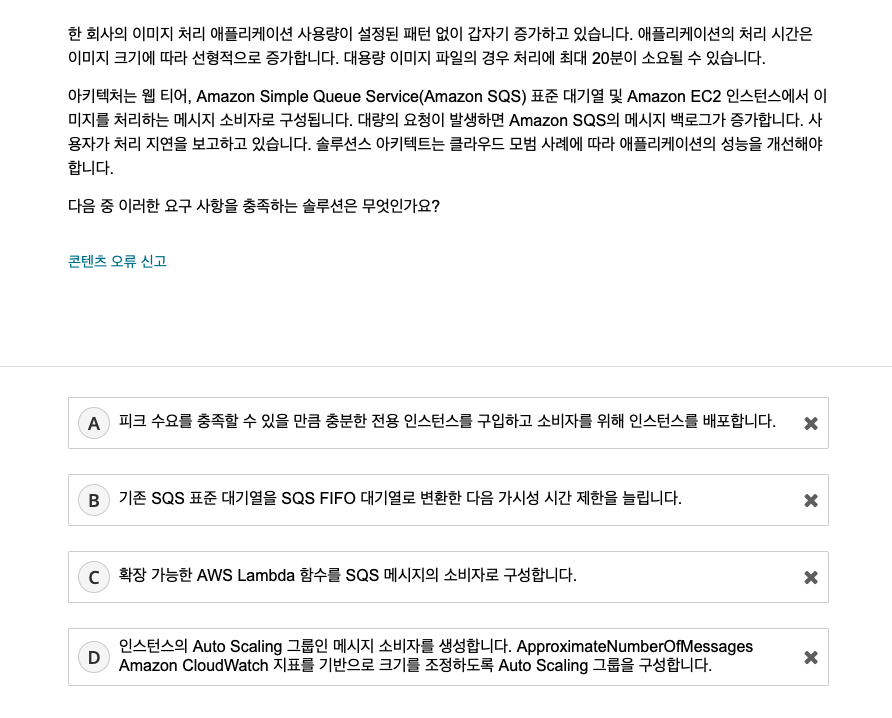 한 회사의 이미지 처리 애플리케이션 사용량이 설정된 패턴 없이 갑자기 증가하고 있습니다. 애플리케이션의 처리 시간은
이미지 크기에 따라 선형적으로 증가합니다. 대용량 이미지 파일의 경우 처리에 최대 20분이 소요될 수 있습니다.
아키텍처는 웹 티어, Amazon Simple Queue Service(Amazon SQS) 표준 대기열 및 Amazon EC2 인스턴스에서 이
미지를 처리하는 메시지 소비자로 구성됩니다. 대량의 요청이 발생하면 Amazon SQS의 메시지 백로그가 증가합니다. 사
용자가 처리 지연을 보고하고 있습니다. 솔루션스 아키텍트는 클라우드 모범 사례에 따라 애플리케이션의 성능을 개선해야
합니다.
다음 중 이러한 요구 사항을 충족하는 솔루션은 무엇인가요?
콘텐츠 오류 신고
A 피크 수요를 충족할 수 있을 만큼 충분한 전용 인스턴스를 구입하고 소비자를 위해 인스턴스를 배포합니다.
B 기존 SQS 표준 대기열을 SQS FIFO 대기열로 변환한 다음 가시성 시간 제한을 늘립니다.
C 확장 가능한 AWS Lambda 함수를 SQS 메시지의 소비자로 구성합니다.
D 인스턴스의 Auto Scaling 그룹인 메시지 소비자를 생성합니다. ApproximateNumberOfMessages
Amazon CloudWatch 지표를 기반으로 크기를 조정하도록 Auto Scaling 그룹을 구성합니다.